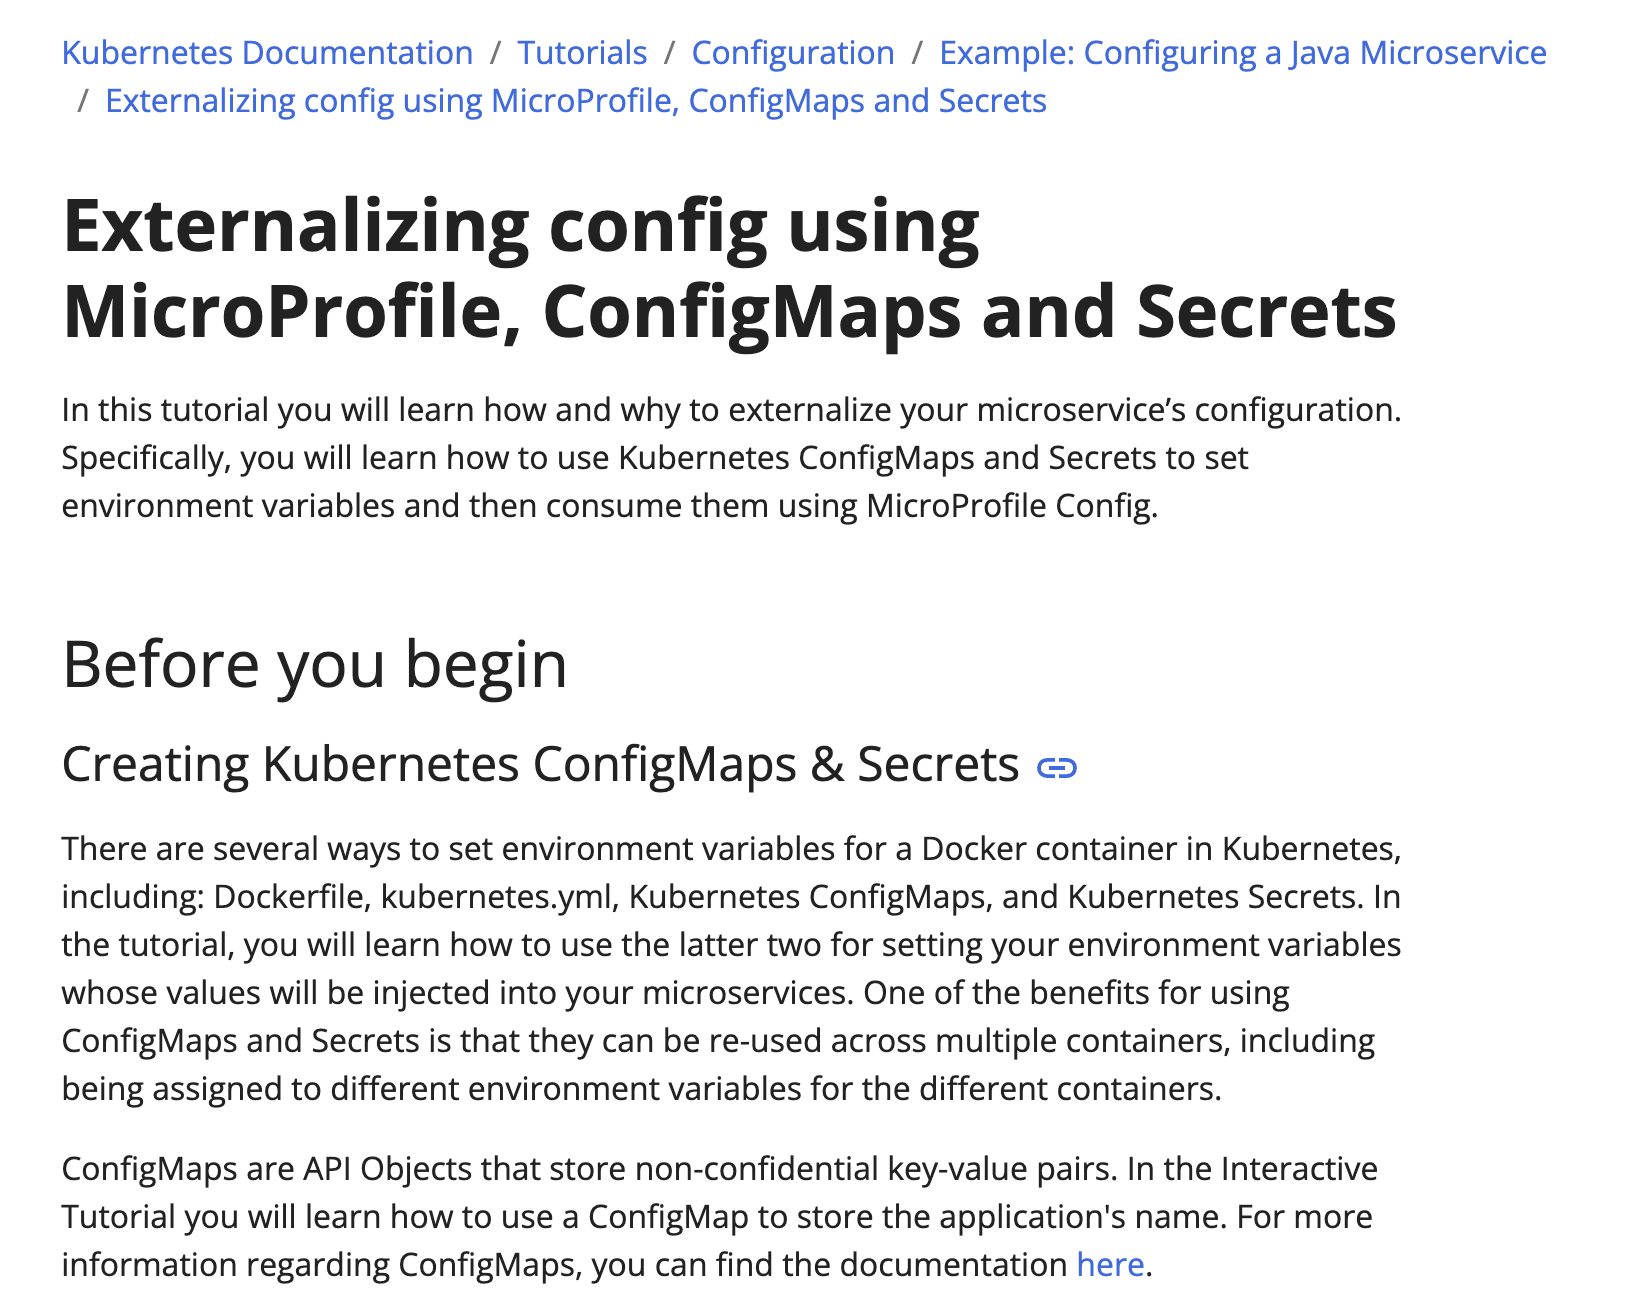 Kubernetes Documentation / Tutorials / Configuration / Example: Configuring a Java Microservice
/ Externalizing config using MicroProfile, ConfigMaps and Secrets
Externalizing config using
MicroProfile, ConfigMaps and Secrets
In this tutorial you will learn how and why to externalize your microservice’s configuration.
Specifically, you will learn how to use Kubernetes ConfigMaps and Secrets to set
environment variables and then consume them using MicroProfile Config.
Before you begin
Creating Kubernetes ConfigMaps & Secrets
There are several ways to set environment variables for a Docker container in Kubernetes,
including: Dockerfile, kubernetes.yml, Kubernetes ConfigMaps, and Kubernetes Secrets. In
the tutorial, you will learn how to use the latter two for setting your environment variables
whose values will be injected into your microservices. One of the benefits for using
ConfigMaps and Secrets is that they can be re-used across multiple containers, including
being assigned to different environment variables for the different containers.
ConfigMaps are API Objects that store non-confidential key-value pairs. In the Interactive
Tutorial you will learn how to use a ConfigMap to store the application's name. For more
information regarding ConfigMaps, you can find the documentation here.